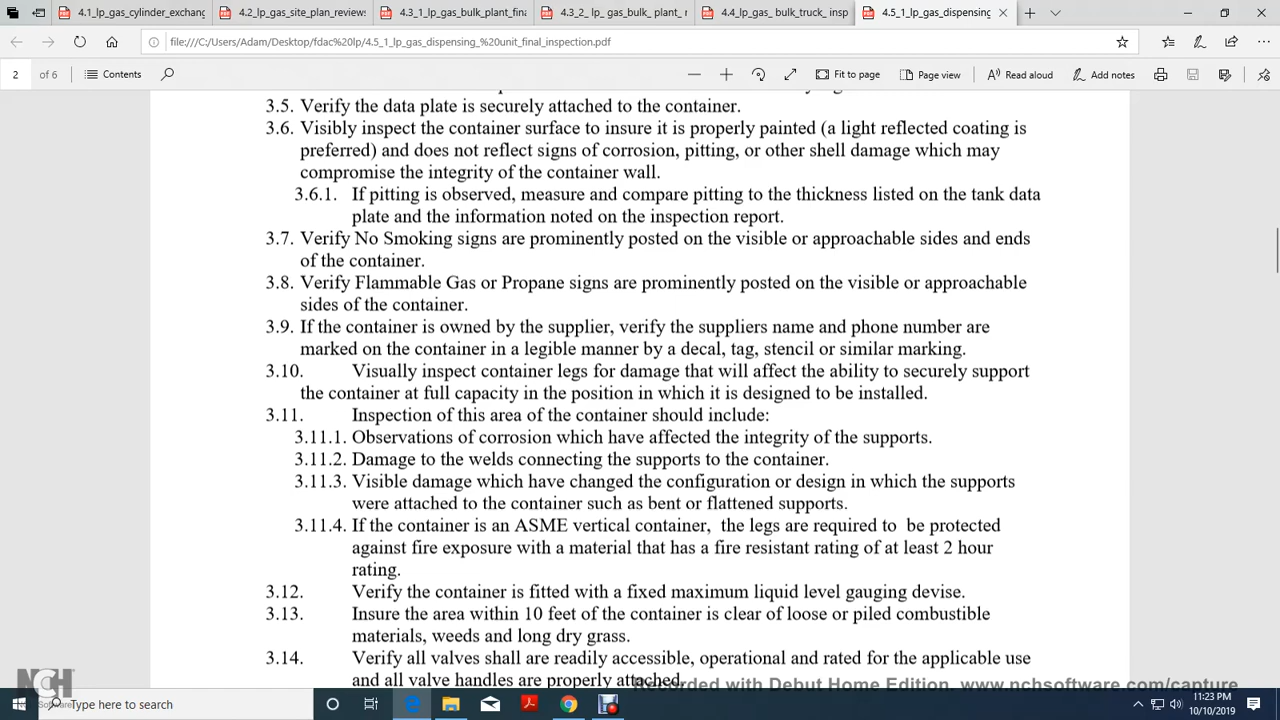 4.1_lp_gas_cylinder_exchang
4.2_lp_gas_site_plan_reviews
4.3_1_lp_gas_bulk_plant_fina
4.3_2_ lp_gas_bulk_ plant_
4.4_lp_gas_ bulk_truck_ insp
4.5_1_lp_gas_dispensing
file:///C:/Users/Adam/Desktop/fdac%20lp/4.5_1_lp_gas_dispensing_%20unit_final_inspection.pdf
2 of 6 Contents Fit to page Page view Read aloud Add notes
3.5. Verify the data plate is securely attached to the container.
3.6. Visibly inspect the container surface to insure it is properly painted (a light reflected coating is
preferred) and does not reflect signs of corrosion, pitting, or other shell damage which may
compromise the integrity of the container wall.
3.6.1. If pitting is observed, measure and compare pitting to the thickness listed on the tank data
plate and the information noted on the inspection report.
3.7. Verify No Smoking signs are prominently posted on the visible or approachable sides and ends
of the container.
3.8. Verify Flammable Gas or Propane signs are prominently posted on the visible or approachable
sides of the container.
3.9. If the container is owned by the supplier, verify the suppliers name and phone number are
marked on the container in a legible manner by a decal, tag, stencil or similar marking.
3.10. Visually inspect container legs for damage that will affect the ability to securely support
the container at full capacity in the position in which it is designed to be installed.
3.11. Inspection of this area of the container should include:
3.11.1. Observations of corrosion which have affected the integrity of the supports.
3.11.2. Damage to the welds connecting the supports to the container.
3.11.3. Visible damage which have changed the configuration or design in which the supports
were attached to the container such as bent or flattened supports.
3.11.4. If the container is an ASME vertical container, the legs are required to be protected
against fire exposure with a material that has a fire resistant rating of at least 2 hour
rating.
3.12. Verify the container is fitted with a fixed maximum liquid level gauging devise.
3.13. Insure the area within 10 feet of the container is clear of loose or piled combustible
materials, weeds and long dry grass.
3.14. Verify all valves shall are readily accessible, operational and rated for the applicable use
and all valve handles are properly attached.
Recorded with Debut Home Edition. www.nchsoftware.com/capture
NCH
Software
Type here to search
11:23 PM
10/10/2019